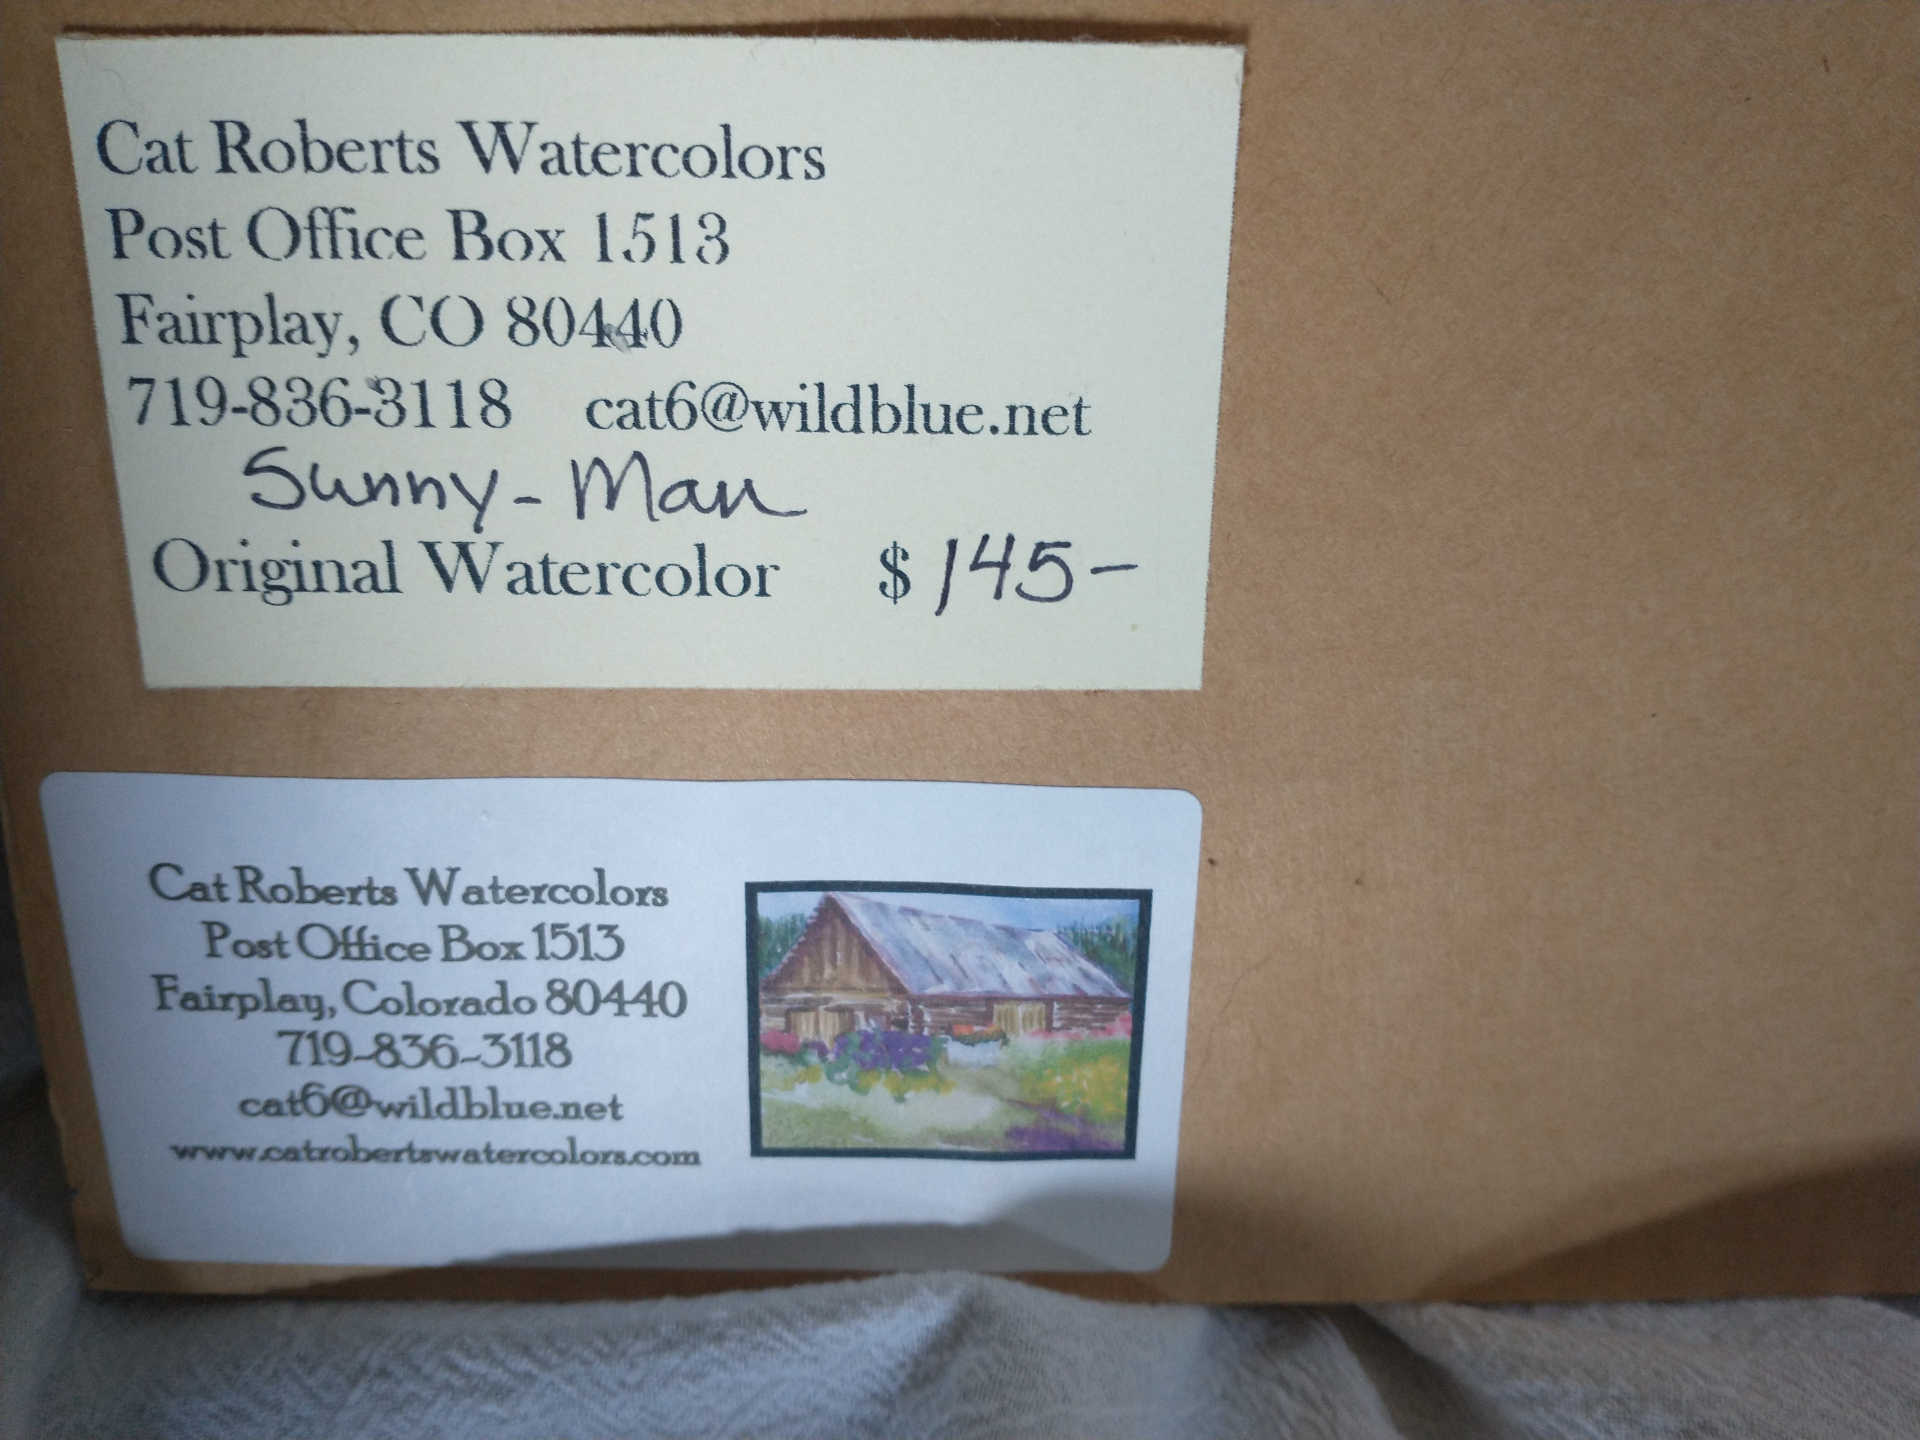 Cat Roberts Watercolors
Post Office Box 1513
Fairplay, CO 80440
719-836-3118 cat6@wildblue.net
Sunny-Man
Original Watercolor $145-
Cat Roberts Watercolors
Post Office Box 1513
Fairplay, Colorado 80440
719-836-3118
cat6@wildblue.net
www.catrobertswatercolors.com